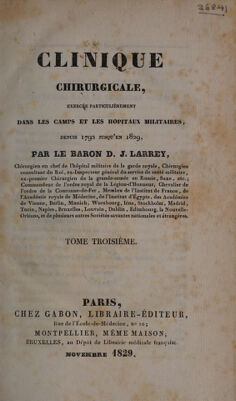 26841
CLINIQUE
CHIRURGICALE,
EXERCÉE PARTICULIÈREMENT
DANS LES CAMPS ET LES HOPITAUX MILITAIRES,
DEPUIS 1792 JUSQU'EN 1829,
PAR LE BARON D. J. LARREY,
Chirurgien en chef de l'hôpital militaire de la garde royale, Chirurgien
consultant du Roi, ex-Inspecteur général du service de santé militaire,
ex-premier Chirurgien de la grande-armée en Russie, Saxe, etc.;
Commandeur de l'ordre royal de la Légion-d'Honneur, Chevalier de
l'ordre de la Couronne-de-Fer, Membre de l'Institut de France, de
l'Académie royale de Médecine, de l'Institut d'Égypte, des Académies
de Vienne, Berlin, Munich, Wurzbourg, Iéna, Stockholm, Madrid,
Turin, Naples, Bruxelles, Louvain, Dublin, Edimbourg, la Nouvelle-
Orléans, et de plusieurs autres Sociétés savantes nationales et étrangères.
TOME TROISIÈME.
PARIS,
CHEZ GABON, LIBRAIRE-ÉDITEUR,
Rue de l'École-de-Médecine, n° 10;
MONTPELLIER, MÊME MAISON;
BRUXELLES, au Dépôt de Librairie médicale française.
NOVEMBRE 1829.